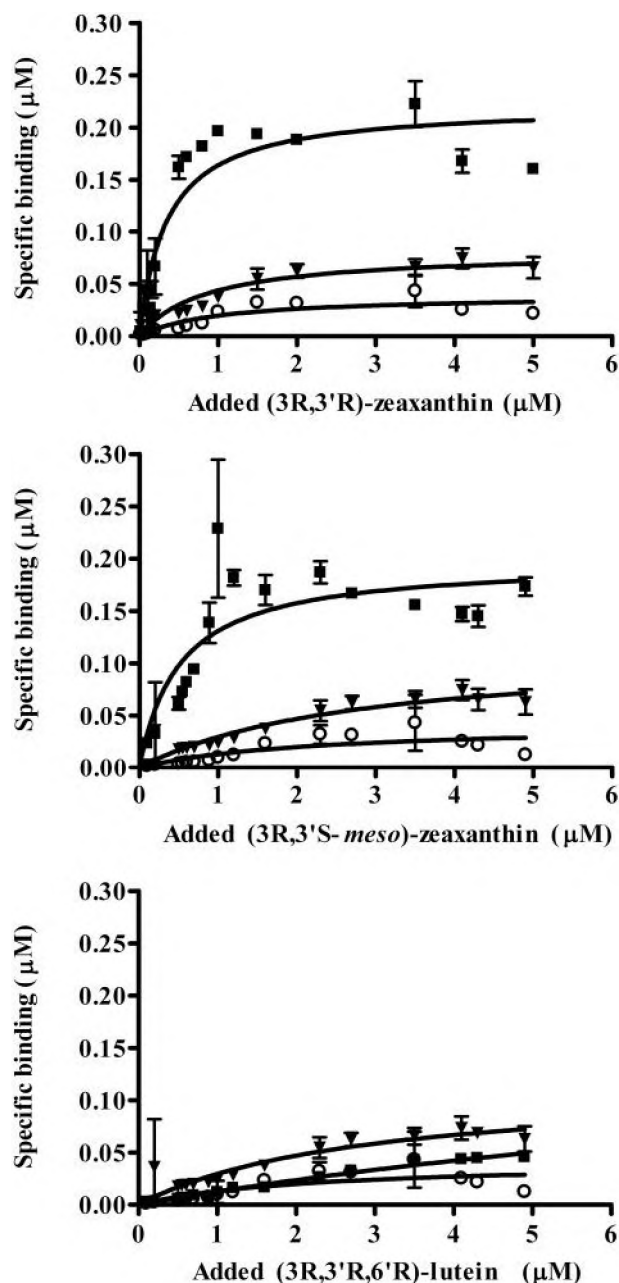 0.30
0.25
0.20
0.15
0.10
0.05
0.00
Specific binding (µM)
0 1 2 3 4 5 6
Added (3R,3'R)-zeaxanthin (µM)
0.30
0.25
0.20
0.15
0.10
0.05
0.00
Specific binding (µM)
0 1 2 3 4 5 6
Added (3R,3'S-meso)-zeaxanthin (µM)
0.30
0.25
0.20
0.15
0.10
0.05
0.00
Specific binding (µM)
0 1 2 3 4 5 6
Added (3R,3'R,6'R)-lutein (µM)